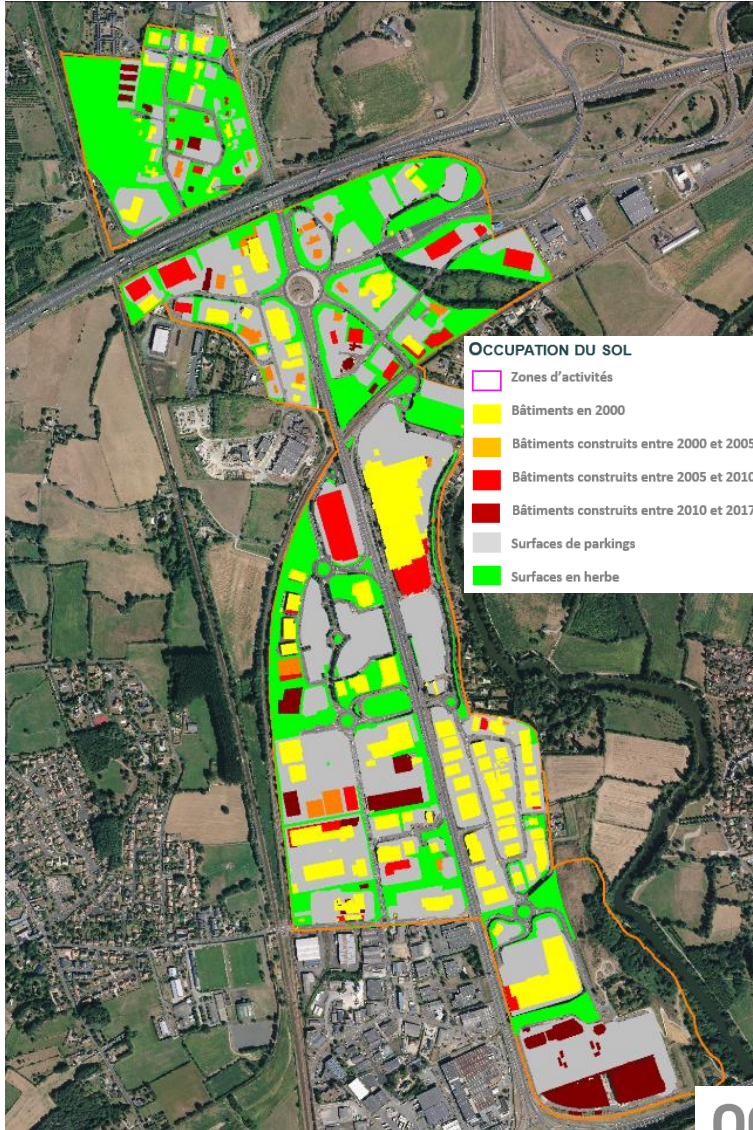 OCCUPATION DU SOL
Zones d'activités
Bâtiments en 2000
Bâtiments construits entre 2000 et 2005
Bâtiments construits entre 2005 et 2010
Bâtiments construits entre 2010 et 2017
Surfaces de parkings
Surfaces en herbe